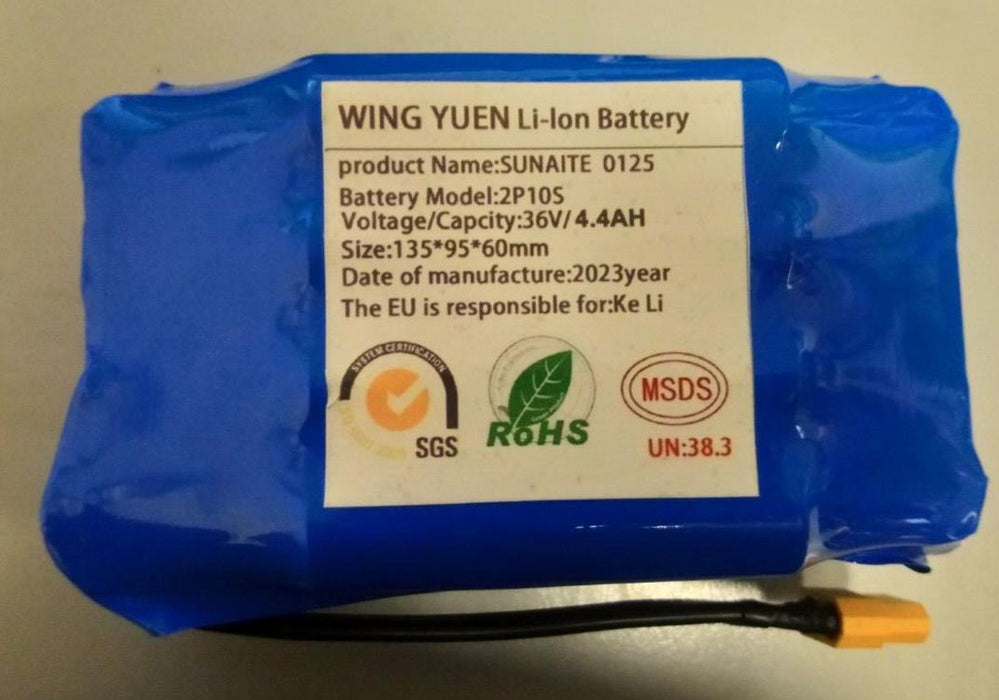 WING YUEN Li-Ion Battery
product Name:SUNAITE 0125
Battery Model:2P10S
Voltage/Capcity:36V/4.4AH
Size:135*95*60mm
Date of manufacture:2023year
The EU is responsible for:Ke Li
SYSTEM CERTIFICATION
SGS
RoHS
MSDS
UN:38.3